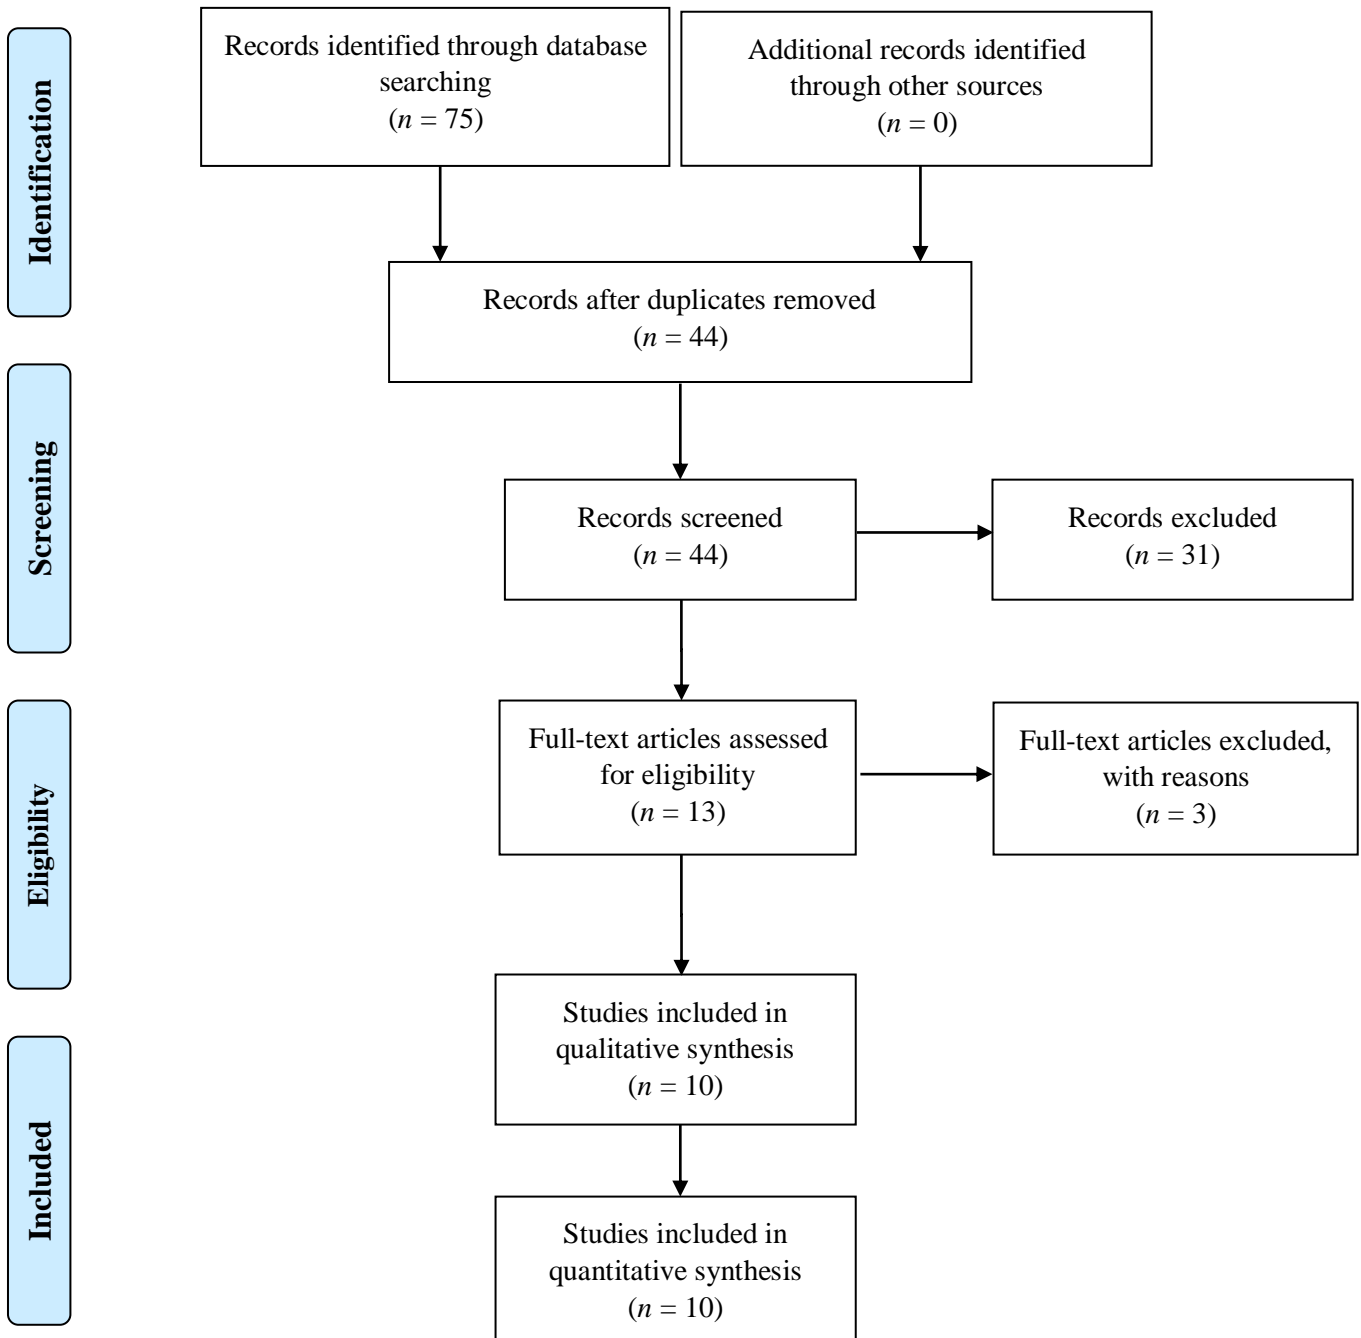 Identification
Records identified through database
searching
(n = 75)
Additional records identified
through other sources
(n = 0)
Records after duplicates removed
(n = 44)
Screening
Records screened
(n = 44)
Records excluded
(n = 31)
Eligibility
Full-text articles assessed
for eligibility
(n = 13)
Full-text articles excluded,
with reasons
(n = 3)
Included
Studies included in
qualitative synthesis
(n = 10)
Studies included in
quantitative synthesis
(n = 10)